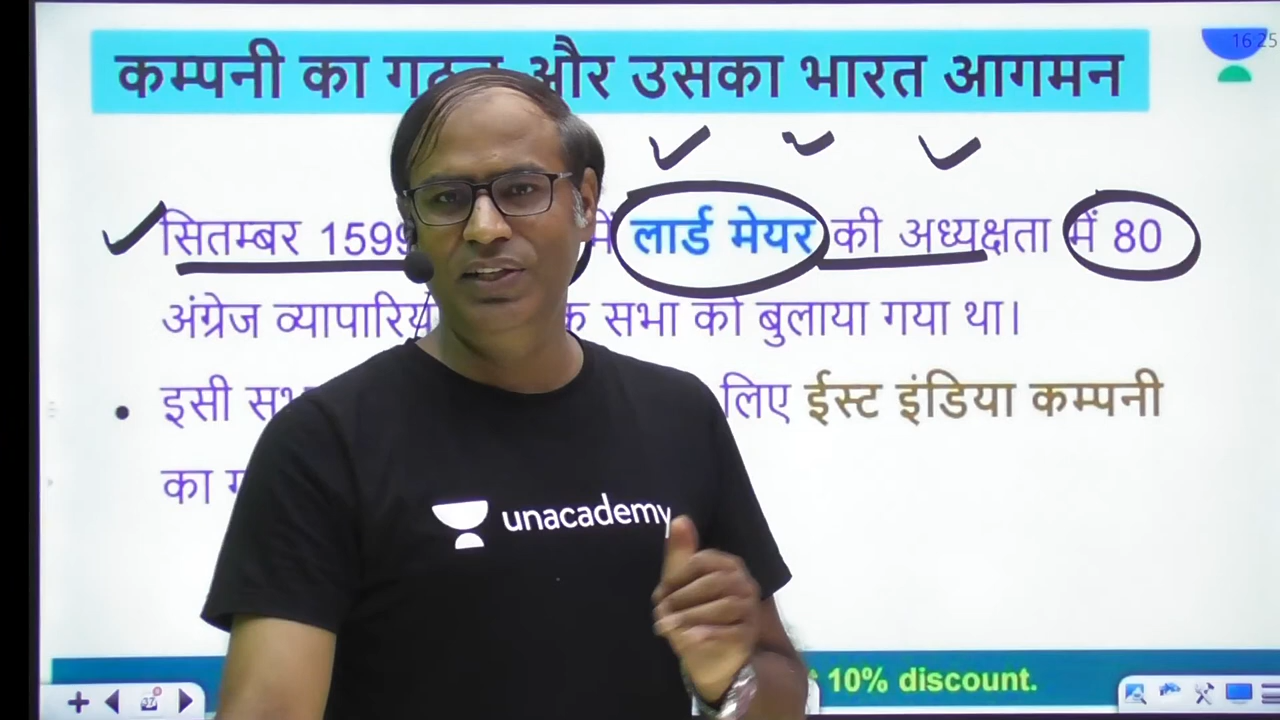 कम्पनी का और उसका भारत आगमन
16:25
सितम्बर 1599 में लार्ड मेयर की अध्यक्षता में 80
अंग्रेज सभा को बुलाया गया था।
• इसी लिए ईस्ट इंडिया कम्पनी
का
unacademy
10% discount.